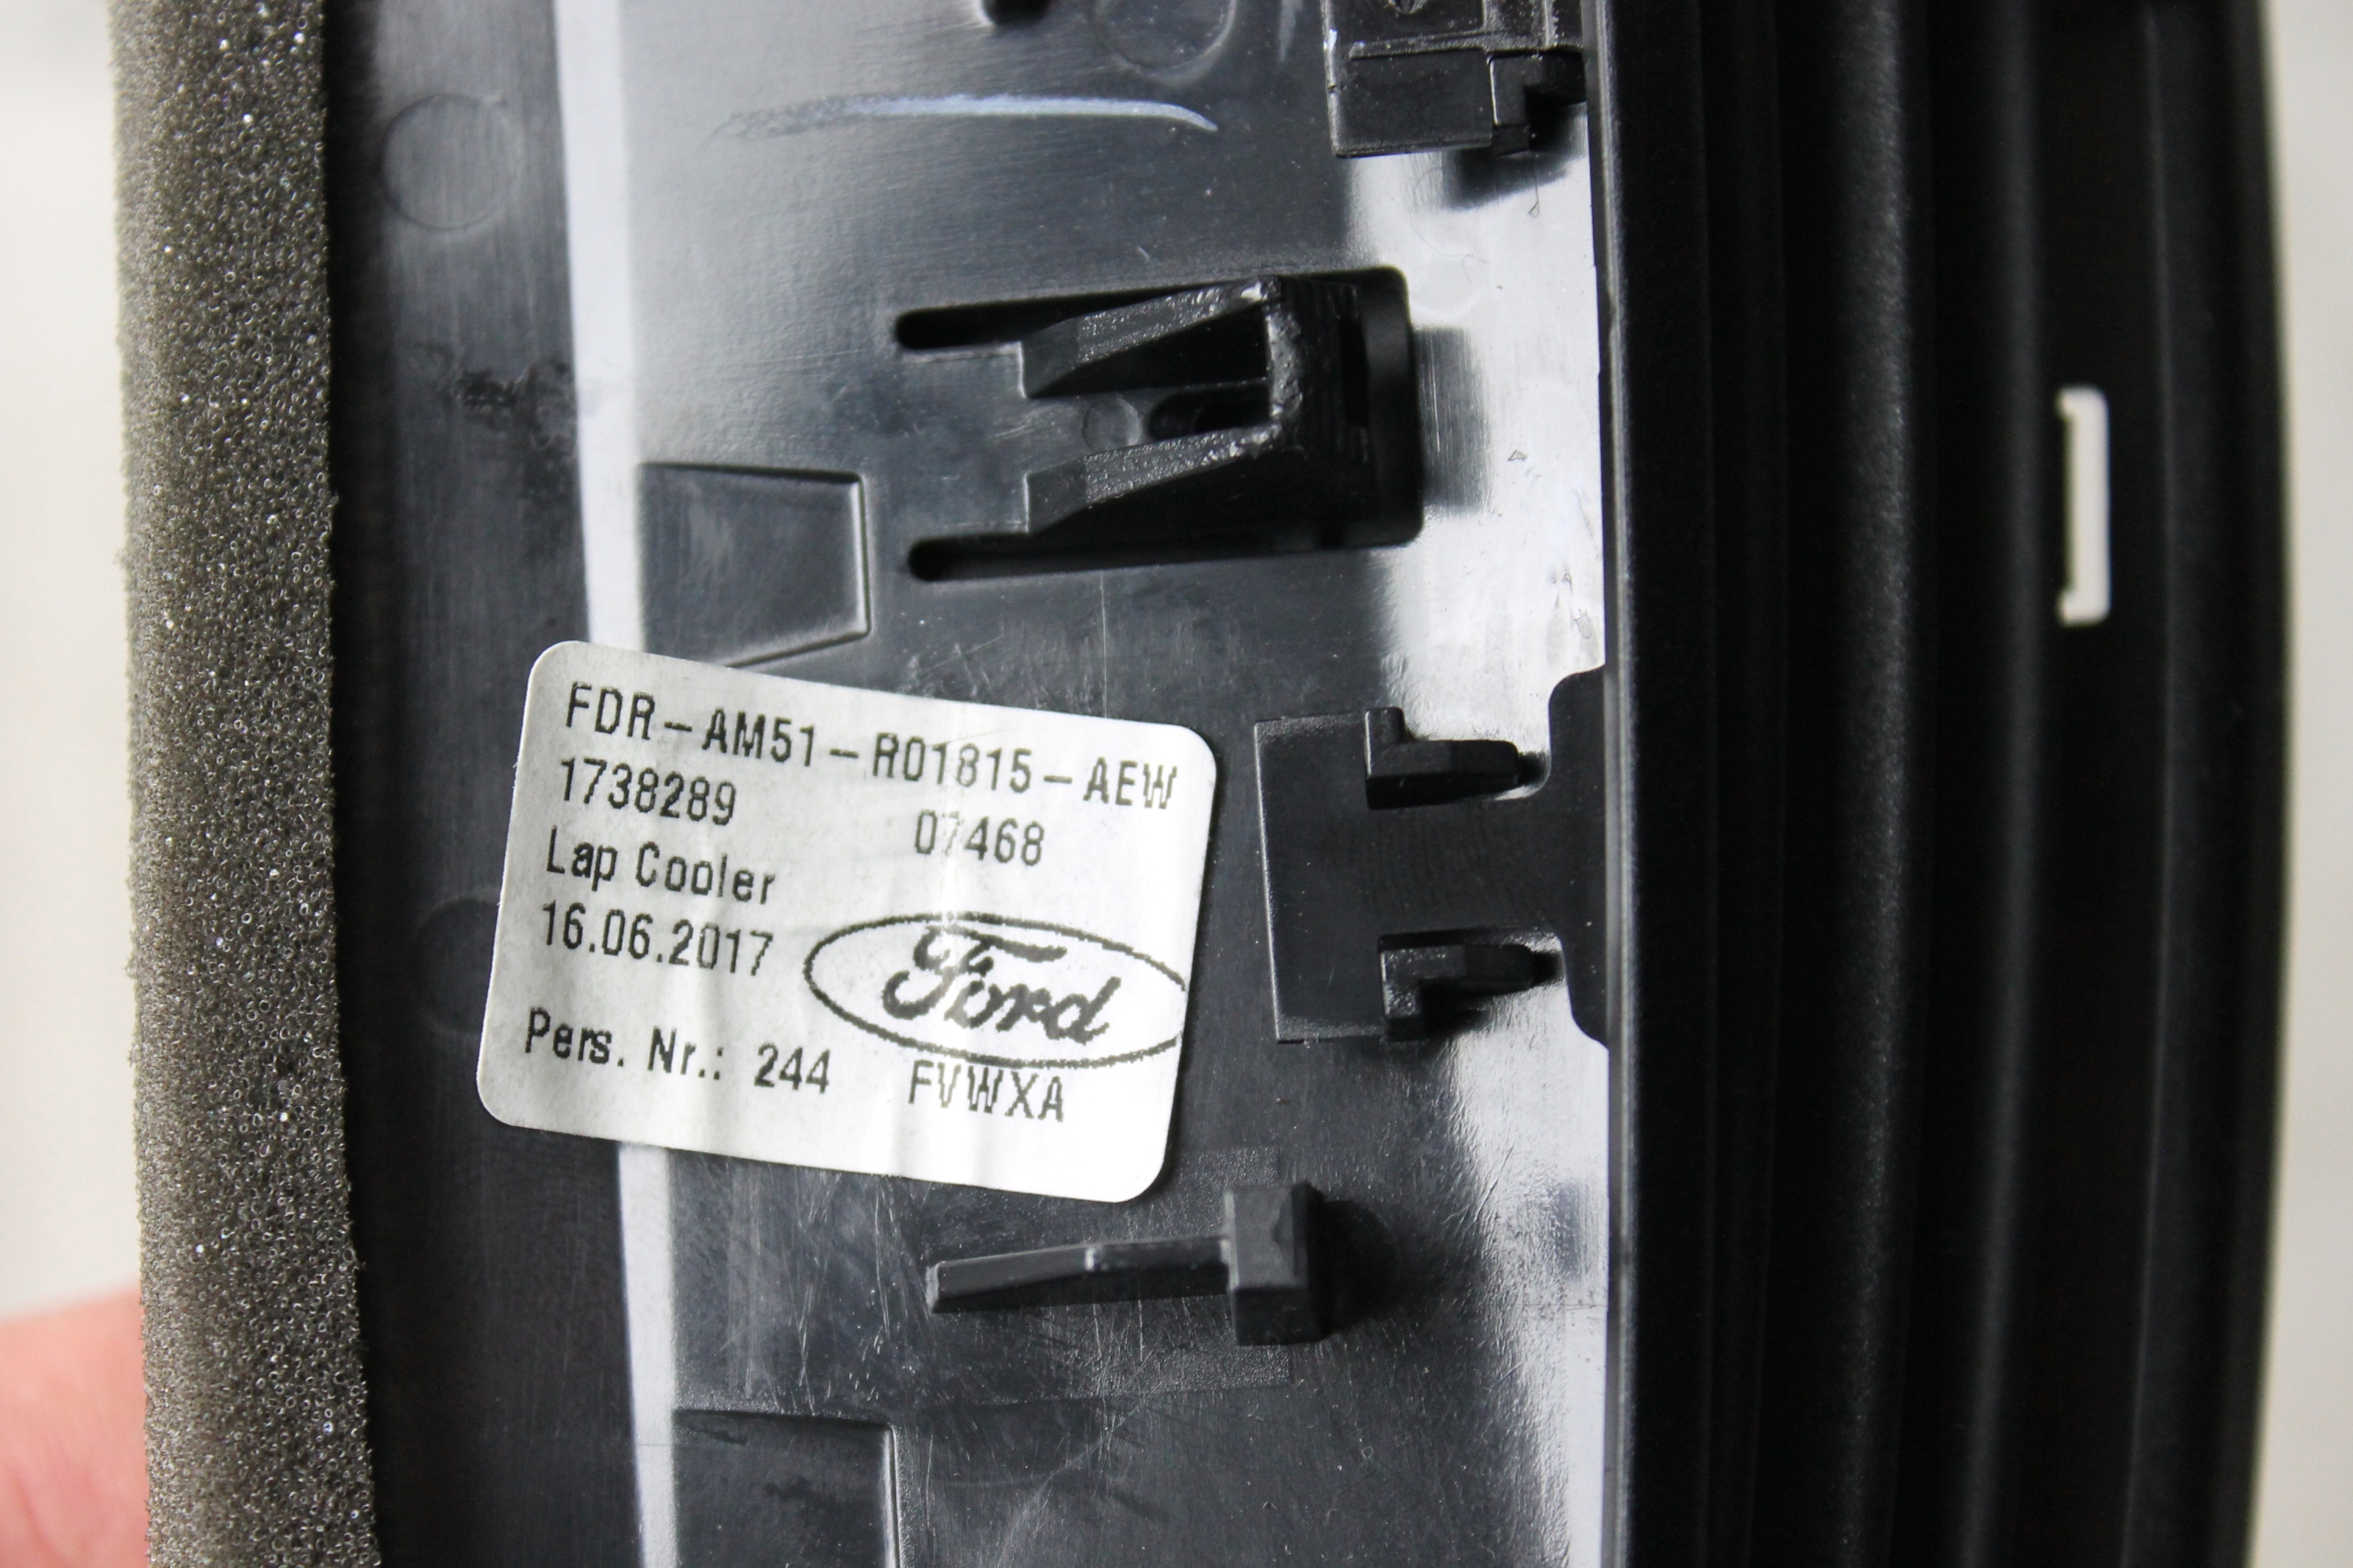 FDR-AM51-R01815-AEW
1738289 07468
Lap Cooler
16.06.2017
Ford
Pers. Nr.: 244 FVWXA